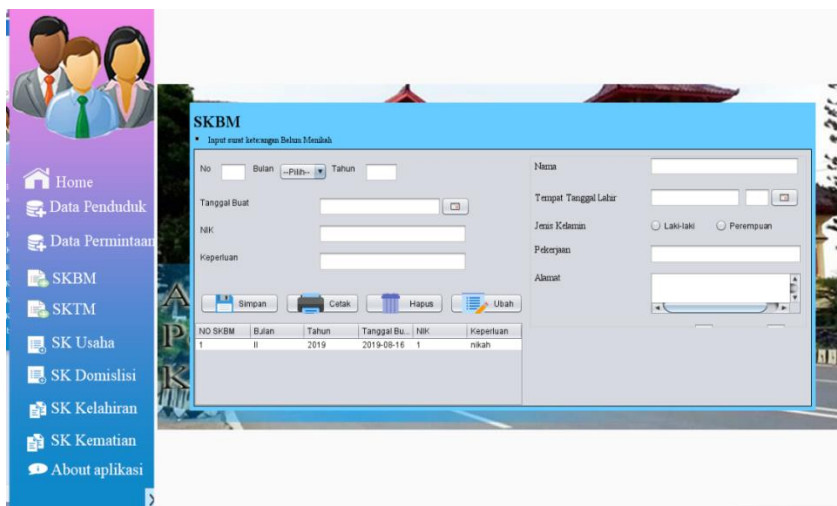 Home
Data Penduduk
Data Permintaan
SKBM
SKTM
SK Usaha
SK Domislisi
SK Kelahiran
SK Kematian
About aplikasi
SKBM
Input surat keterangan Belum Menikah
No Bulan --Pilih-- Tahun
Tanggal Buat
NIK
Keperluan
Simpan Cetak Hapus Ubah
NO SKBM Bulan Tahun Tanggal Bu... NIK Keperluan
1 II 2019 2019-08-16 1 nikah
Nama
Tempat Tanggal Lahir
Jenis Kelamin Laki-laki Perempuan
Pekerjaan
Alamat
A
P
K